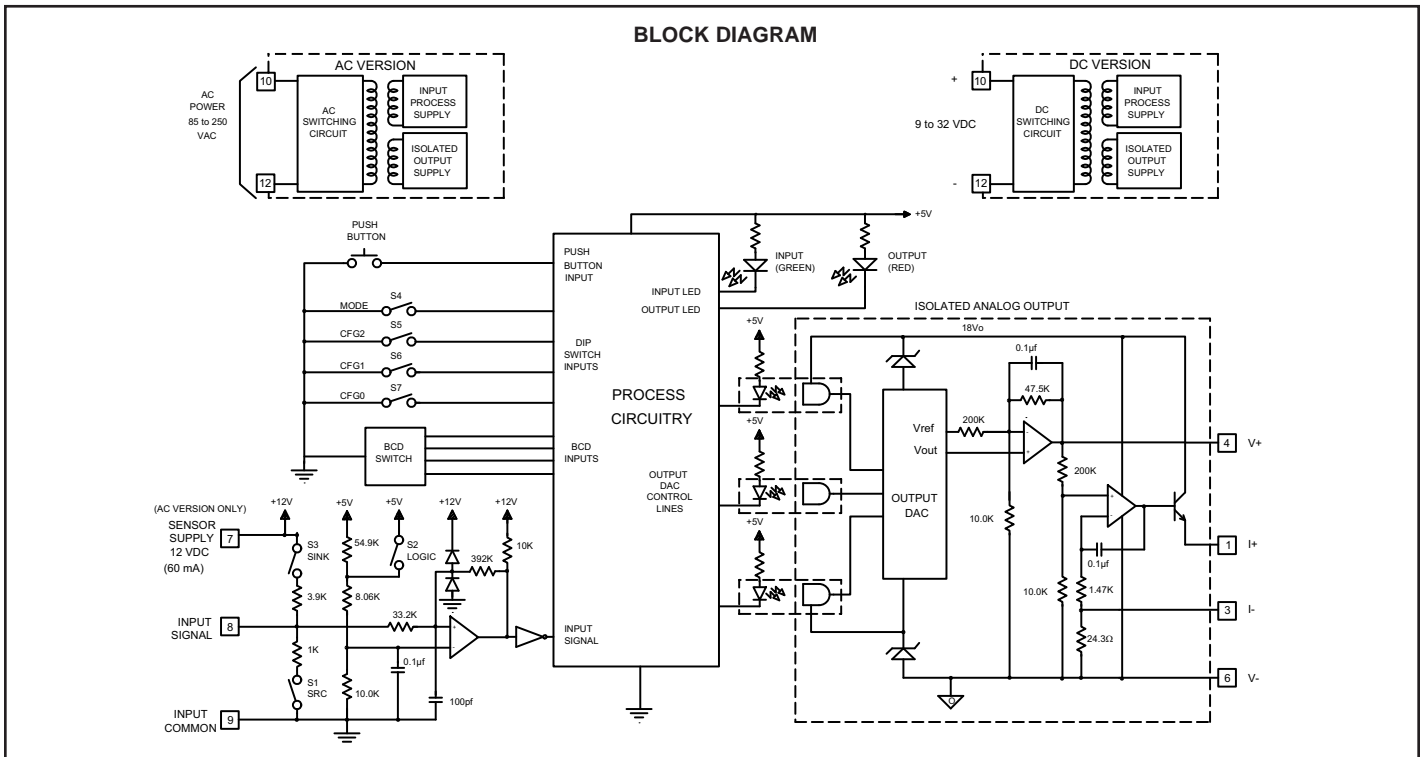 BLOCK DIAGRAM
AC VERSION
10
AC
POWER
85 to 250
VAC
12
AC
SWITCHING
CIRCUIT
INPUT
PROCESS
SUPPLY
ISOLATED
OUTPUT
SUPPLY
DC VERSION
+
10
9 to 32 VDC
-
12
DC
SWITCHING
CIRCUIT
INPUT
PROCESS
SUPPLY
ISOLATED
OUTPUT
SUPPLY
PUSH
BUTTON
MODE
S4
CFG2
S5
CFG1
S6
CFG0
S7
BCD
SWITCH
PUSH
BUTTON
INPUT
DIP
SWITCH
INPUTS
BCD
INPUTS
INPUT
SIGNAL
PROCESS
CIRCUITRY
INPUT LED
OUTPUT LED
OUTPUT
DAC
CONTROL
LINES
+5V
INPUT
(GREEN)
OUTPUT
(RED)
(AC VERSION ONLY)
SENSOR
SUPPLY
12 VDC
(60 mA)
7
INPUT
SIGNAL
8
INPUT
COMMON
9
+12V
+5V
+5V
+12V
+12V
S3
SINK
54.9K
S2
LOGIC
392K
10K
3.9K
8.06K
33.2K
+
-
1K
S1
SRC
10.0K
0.1µf
100pf
+5V
+5V
+5V
ISOLATED ANALOG OUTPUT
18Vo
0.1µf
47.5K
Vref
200K
Vout
-
+
OUTPUT
DAC
200K
10.0K
10.0K
+
-
0.1µf
1.47K
24.3Ω
O
4 V+
1 I+
3 I-
6 V-